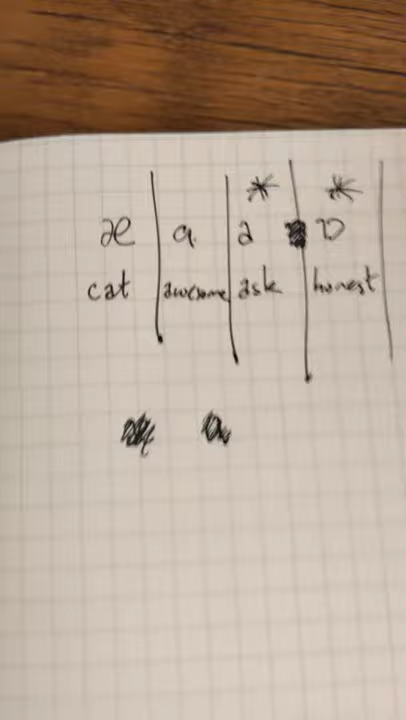 * *
æ ɑ a ɒ
cat awesome ask honest